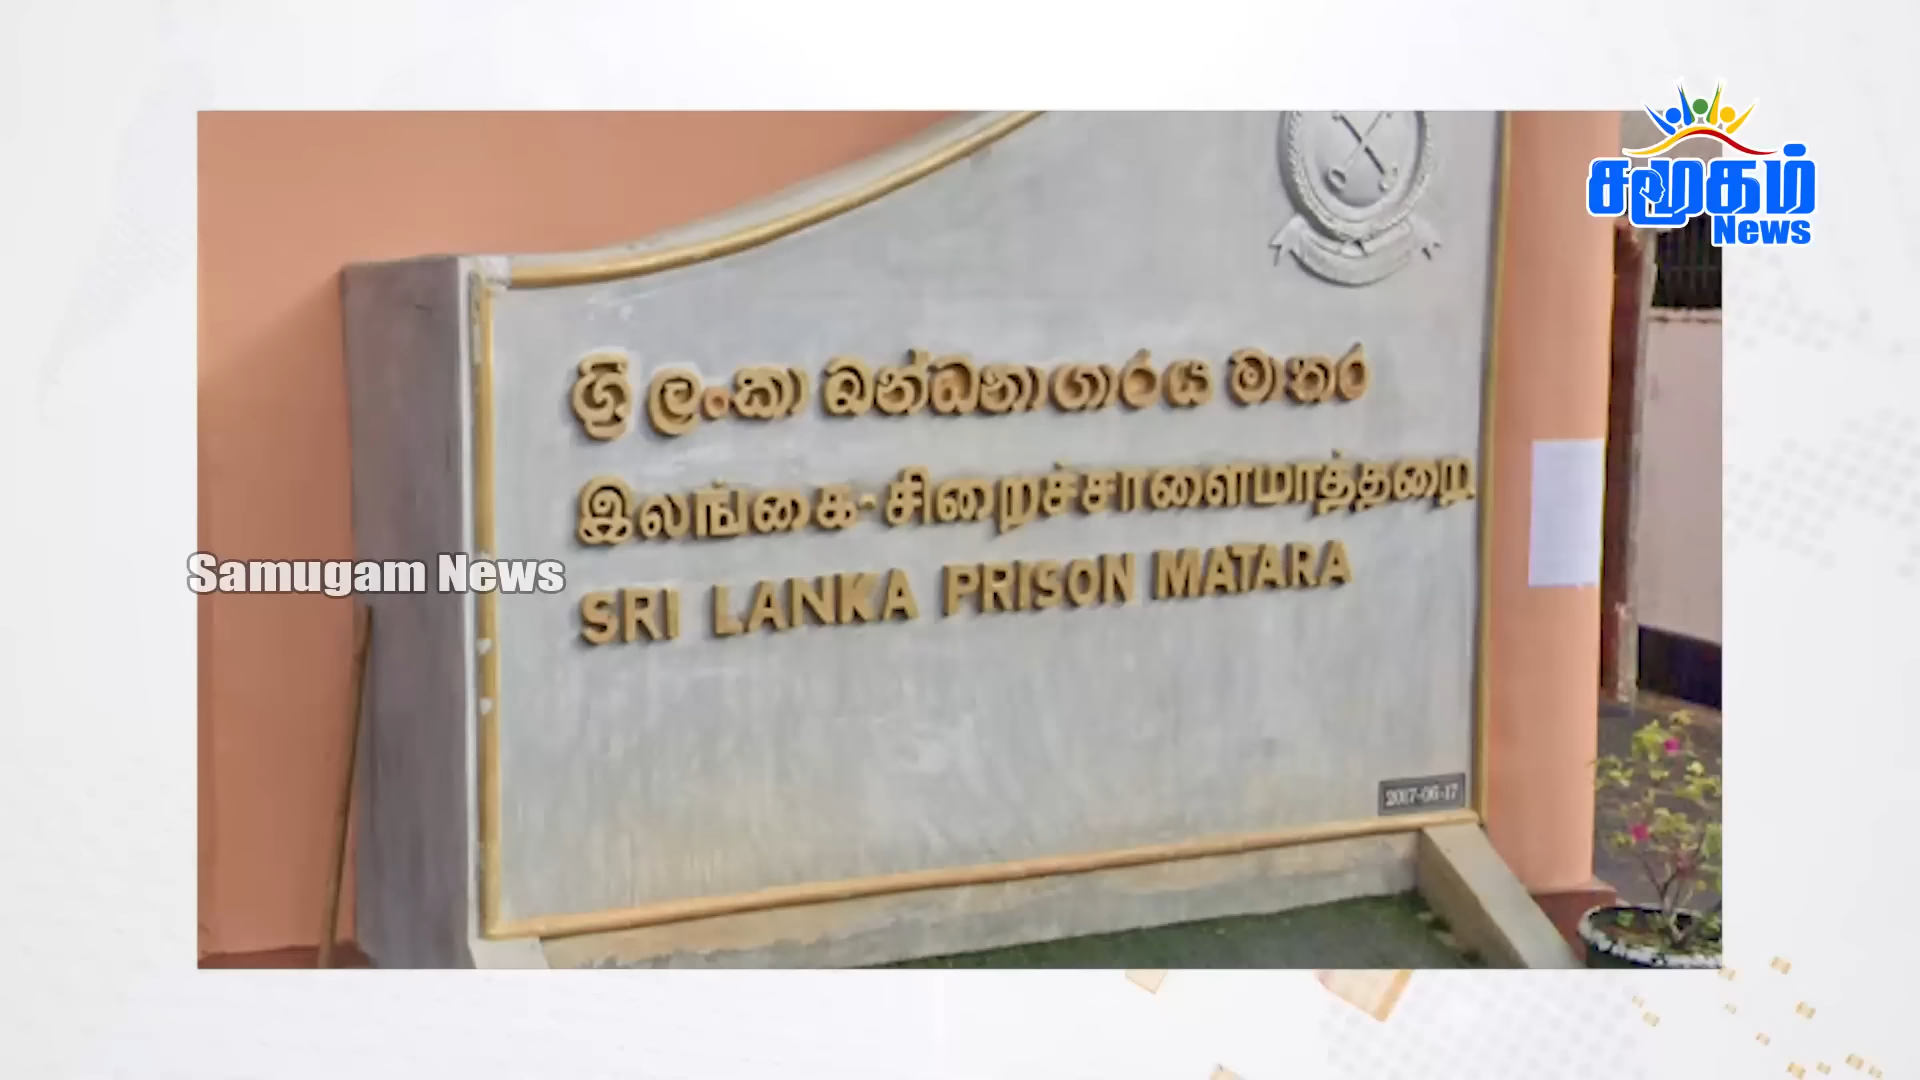 சமூகம்
News
ශ්‍රී ලංකා බන්ධනාගාරය මාතර
இலங்கை-சிறைச்சாளைமாத்தறை
SRI LANKA PRISON MATARA
Samugam News
2017-06-17